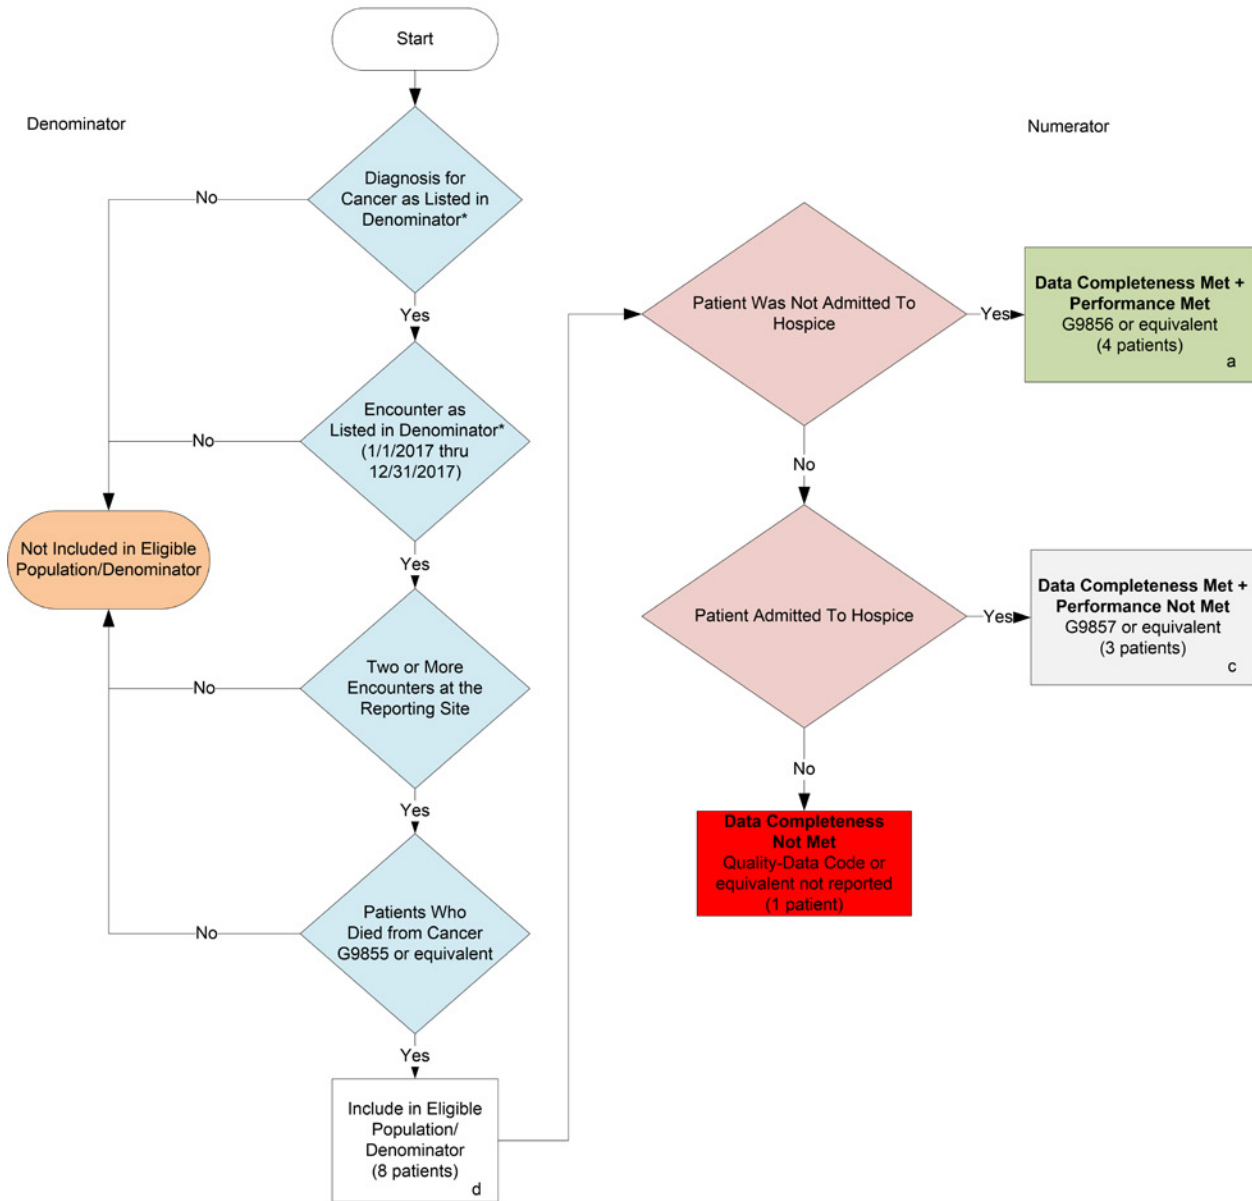 Start
Denominator
Numerator
Diagnosis for
Cancer as Listed in
Denominator*
No
Yes
Encounter as
Listed in Denominator*
(1/1/2017 thru
12/31/2017)
No
Yes
Not Included in Eligible
Population/Denominator
Two or More
Encounters at the
Reporting Site
No
Yes
Patients Who
Died from Cancer
G9855 or equivalent
No
Yes
Include in Eligible
Population/
Denominator
(8 patients)
d
Patient Was Not Admitted To
Hospice
Yes
Data Completeness Met +
Performance Met
G9856 or equivalent
(4 patients)
a
No
Patient Admitted To Hospice
Yes
Data Completeness Met +
Performance Not Met
G9857 or equivalent
(3 patients)
c
No
Data Completeness
Not Met
Quality-Data Code or
equivalent not reported
(1 patient)